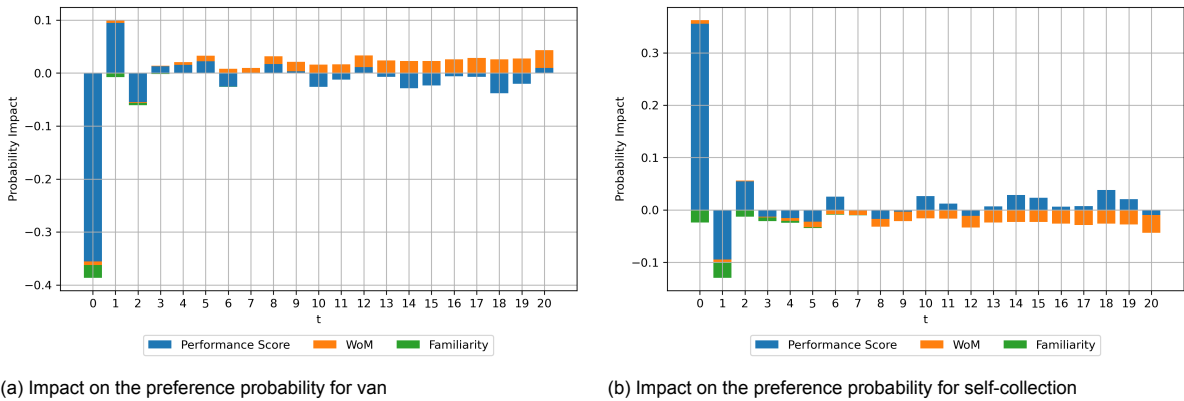 0.1
0.0
−0.1
−0.2
−0.3
−0.4
Probability Impact
0 1 2 3 4 5 6 7 8 9 10 11 12 13 14 15 16 17 18 19 20
t
Performance Score WoM Familiarity
(a) Impact on the preference probability for van
0.3
0.2
0.1
0.0
−0.1
Probability Impact
0 1 2 3 4 5 6 7 8 9 10 11 12 13 14 15 16 17 18 19 20
t
Performance Score WoM Familiarity
(b) Impact on the preference probability for self-collection